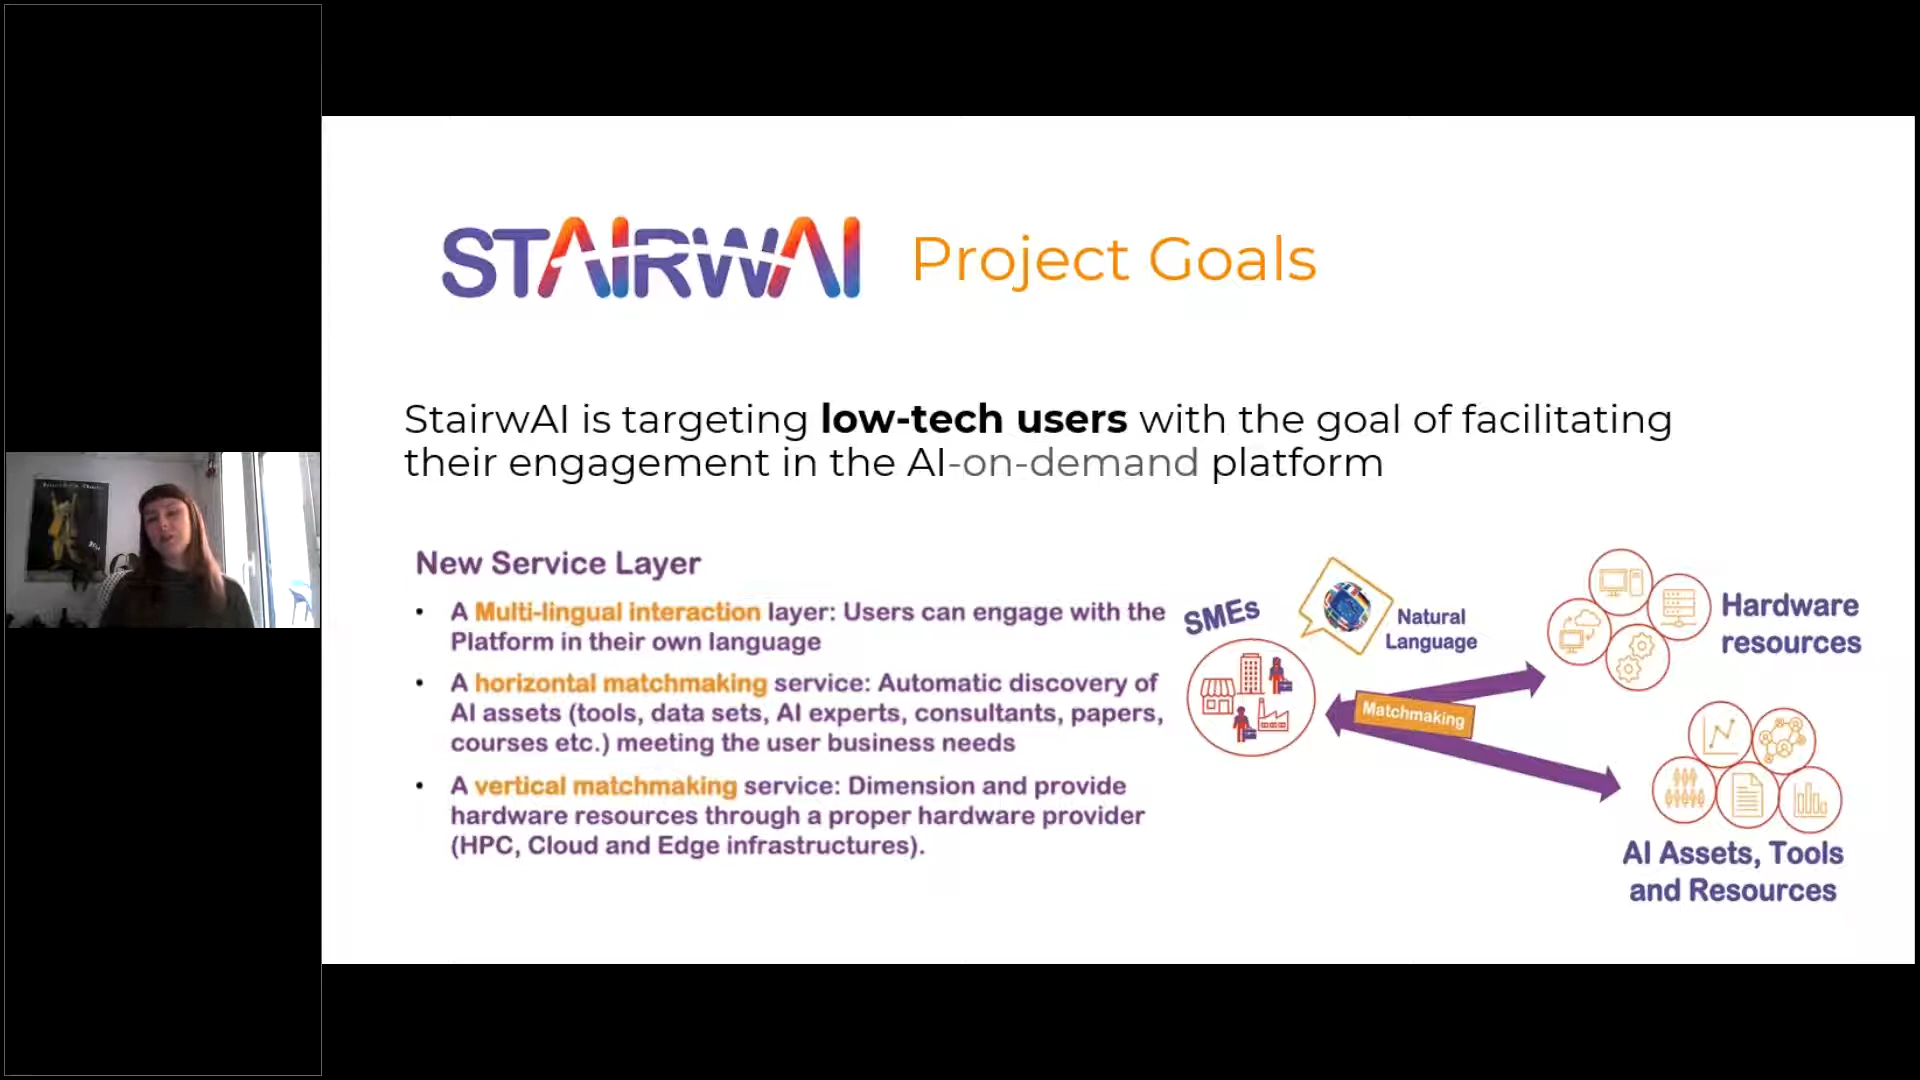 STAIRWAI Project Goals
StairwAI is targeting low-tech users with the goal of facilitating
their engagement in the AI-on-demand platform
New Service Layer
• A Multi-lingual interaction layer: Users can engage with the
Platform in their own language
• A horizontal matchmaking service: Automatic discovery of
AI assets (tools, data sets, AI experts, consultants, papers,
courses etc.) meeting the user business needs
• A vertical matchmaking service: Dimension and provide
hardware resources through a proper hardware provider
(HPC, Cloud and Edge infrastructures).
SMEs
Natural
Language
Matchmaking
Hardware
resources
AI Assets, Tools
and Resources